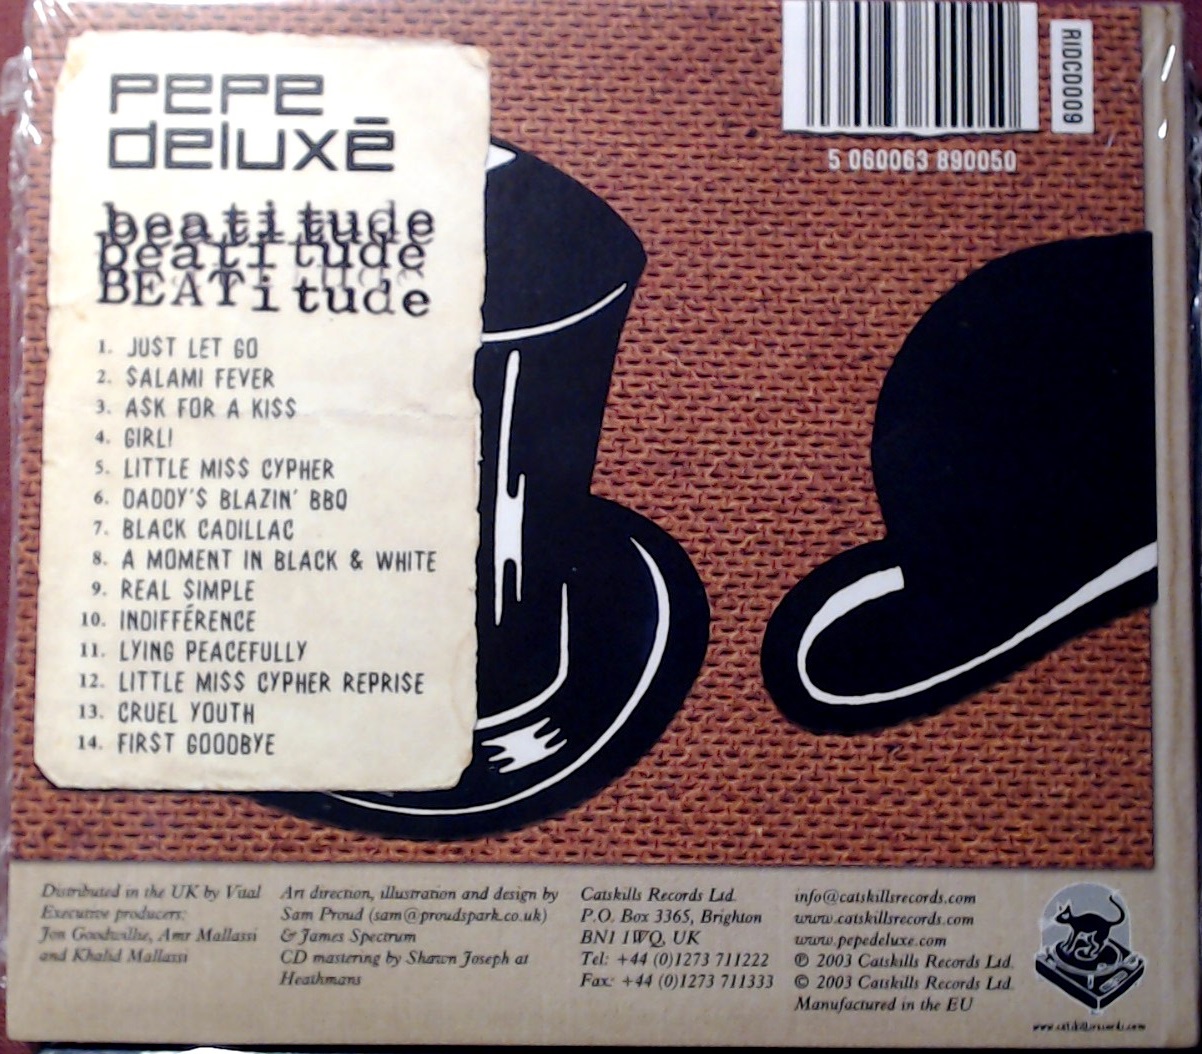 PEPE
deluxē
beatitude
beatitude
BEATitude
1. JUST LET GO
2. SALAMI FEVER
3. ASK FOR A KISS
4. GIRL!
5. LITTLE MISS CYPHER
6. DADDY'S BLAZIN' BBQ
7. BLACK CADILLAC
8. A MOMENT IN BLACK & WHITE
9. REAL SIMPLE
10. INDIFFÉRENCE
11. LYING PEACEFULLY
12. LITTLE MISS CYPHER REPRISE
13. CRUEL YOUTH
14. FIRST GOODBYE
RIDCD009
5 060063 890050
Distributed in the UK by Vital
Executive producers:
Jon Goodwillie, Amr Mallassi
and Khalid Mallassi
Art direction, illustration and design by
Sam Proud (sam@proudspark.co.uk)
& James Spectrum
CD mastering by Shawn Joseph at
Heathmans
Catskills Records Ltd.
P.O. Box 3365, Brighton
BN1 1WQ, UK
Tel: +44 (0)1273 711222
Fax: +44 (0)1273 711333
info@catskillsrecords.com
www.catskillsrecords.com
www.pepedeluxe.com
℗ 2003 Catskills Records Ltd.
© 2003 Catskills Records Ltd.
Manufactured in the EU
www.catskillsrecords.com